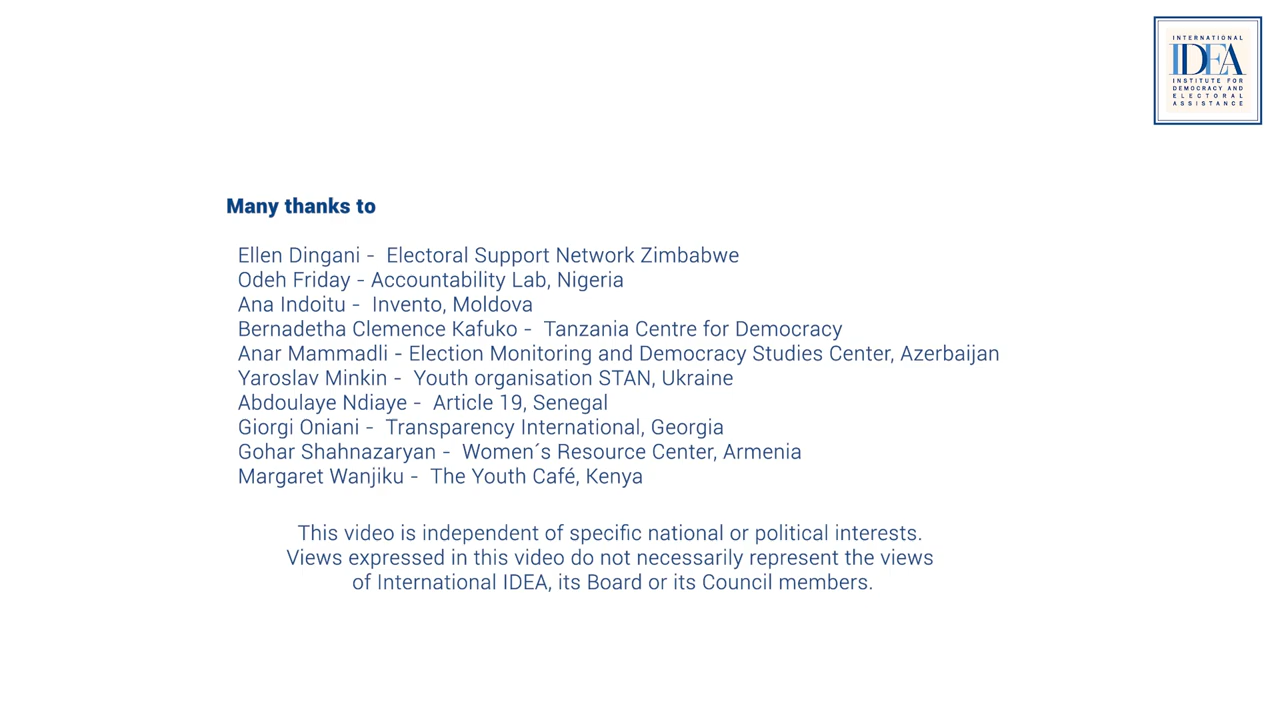 INTERNATIONAL
IDEA
INSTITUTE FOR
DEMOCRACY AND
ELECTORAL
ASSISTANCE
Many thanks to
Ellen Dingani - Electoral Support Network Zimbabwe
Odeh Friday - Accountability Lab, Nigeria
Ana Indoitu - Invento, Moldova
Bernadetha Clemence Kafuko - Tanzania Centre for Democracy
Anar Mammadli - Election Monitoring and Democracy Studies Center, Azerbaijan
Yaroslav Minkin - Youth organisation STAN, Ukraine
Abdoulaye Ndiaye - Article 19, Senegal
Giorgi Oniani - Transparency International, Georgia
Gohar Shahnazaryan - Women´s Resource Center, Armenia
Margaret Wanjiku - The Youth Café, Kenya
This video is independent of specific national or political interests.
Views expressed in this video do not necessarily represent the views
of International IDEA, its Board or its Council members.